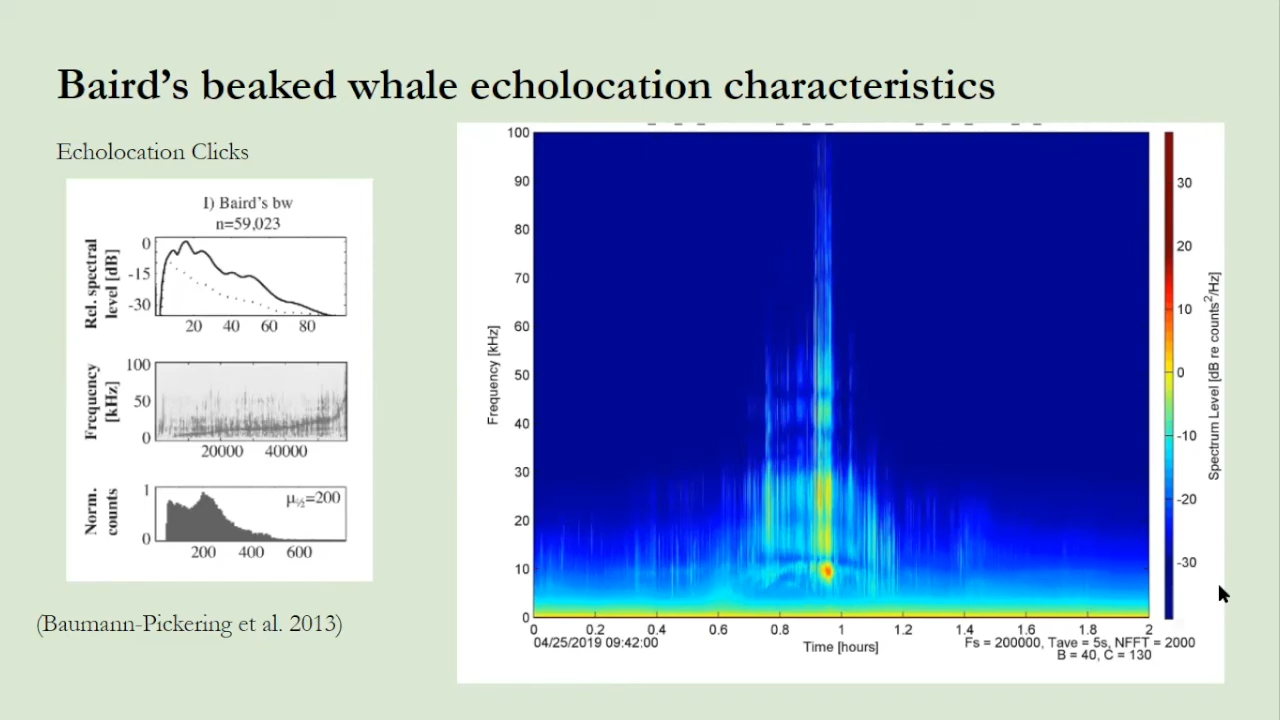 Baird's beaked whale echolocation characteristics
Echolocation Clicks
I) Baird's bw
n=59,023
Rel. spectral
level [dB]
0
-15
-30
20 40 60 80
Frequency
[kHz]
100
50
0
20000 40000
Norm.
counts
1
0
μ½=200
200 400 600
(Baumann-Pickering et al. 2013)
Frequency [kHz]
100
90
80
70
60
50
40
30
20
10
0
0 0.2 0.4 0.6 0.8 1 1.2 1.4 1.6 1.8 2
04/25/2019 09:42:00
Time [hours]
Fs = 200000, Tave = 5s, NFFT = 2000
B = 40, C = 130
30
20
10
0
-10
-20
-30
Spectrum Level [dB re counts²/Hz]